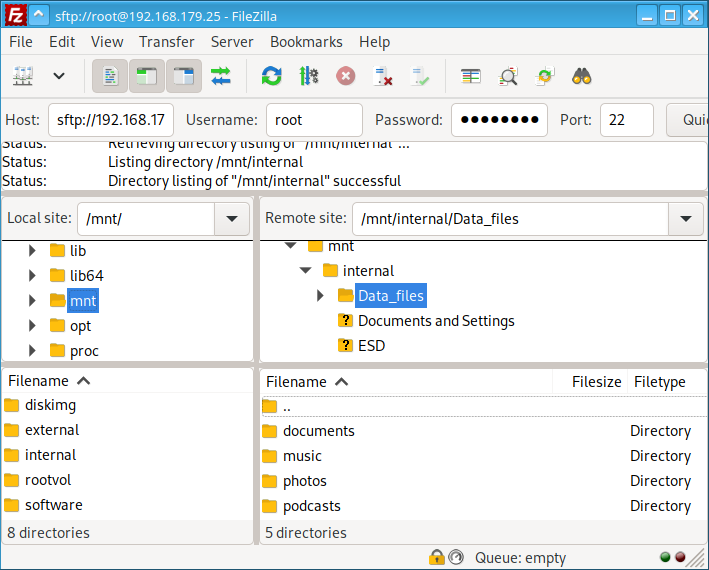 sftp://root@192.168.179.25 - FileZilla
File Edit View Transfer Server Bookmarks Help
Host: sftp://192.168.17 Username: root Password: ●●●●●●●● Port: 22 Quic
Status: Retrieving directory listing of "/mnt/internal"...
Status: Listing directory /mnt/internal
Status: Directory listing of "/mnt/internal" successful
Local site: /mnt/
Remote site: /mnt/internal/Data_files
lib
lib64
mnt
opt
proc
mnt
internal
Data_files
Documents and Settings
ESD
Filename
diskimg
external
internal
rootvol
software
8 directories
Filename Filesize Filetype
..
documents Directory
music Directory
photos Directory
podcasts Directory
5 directories
Queue: empty